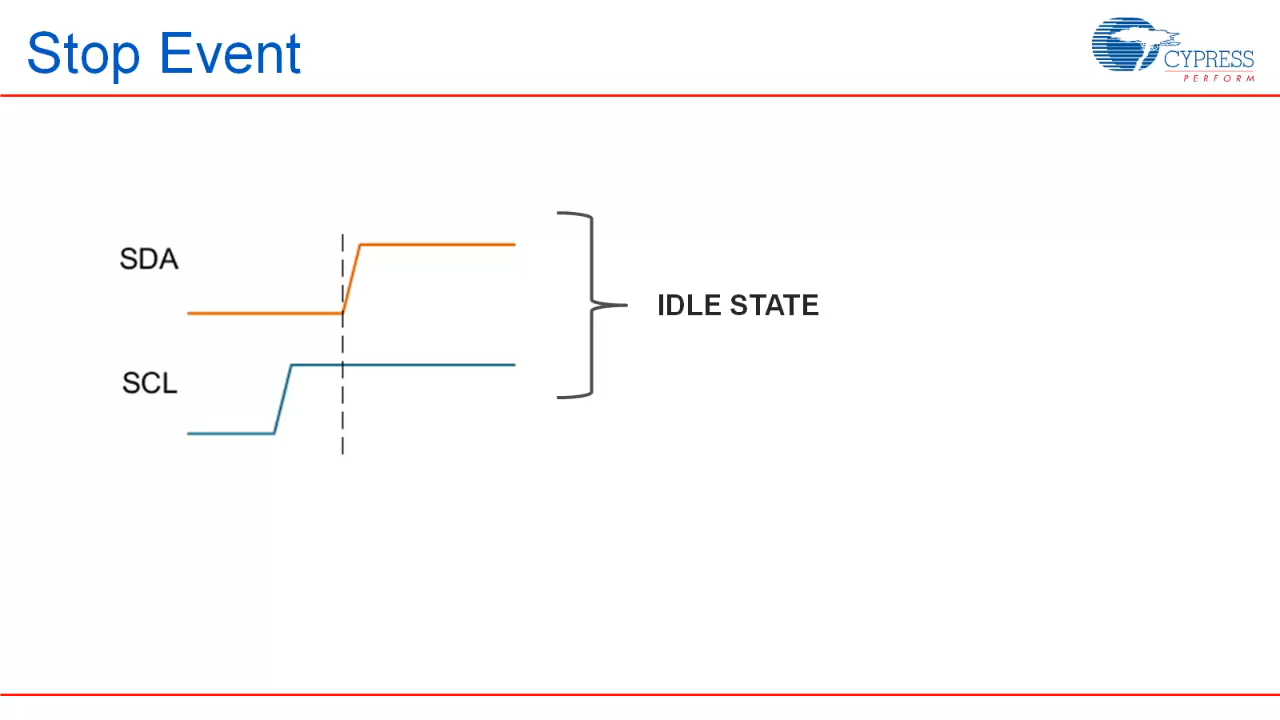 Stop Event
CYPRESS
PERFORM
SDA
IDLE STATE
SCL